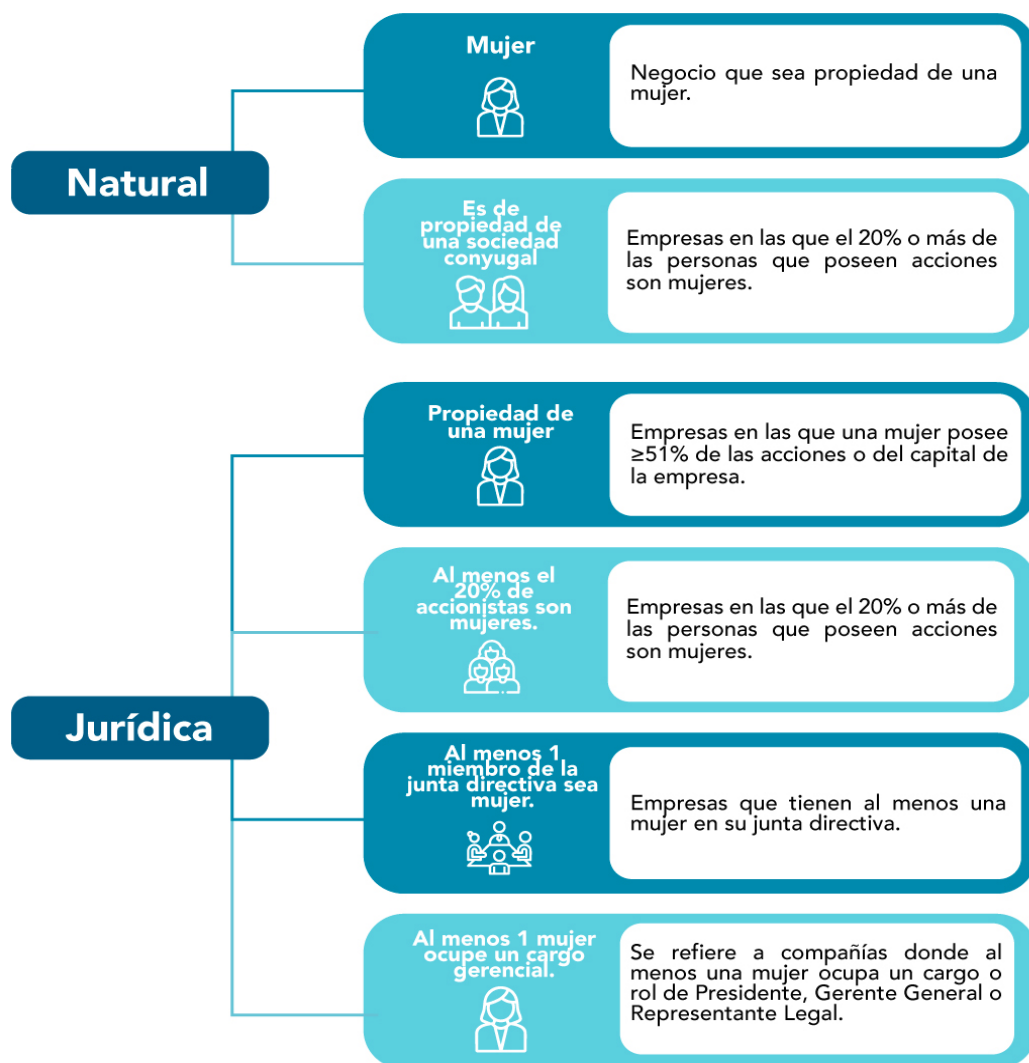 Natural
Mujer
Negocio que sea propiedad de una
mujer.
Es de
propiedad de
una sociedad
conyugal
Empresas en las que el 20% o más de
las personas que poseen acciones
son mujeres.
Jurídica
Propiedad de
una mujer
Empresas en las que una mujer posee
≥51% de las acciones o del capital de
la empresa.
Al menos el
20% de
accionistas son
mujeres.
Empresas en las que el 20% o más de
las personas que poseen acciones
son mujeres.
Al menos 1
miembro de la
junta directiva sea
mujer.
Empresas que tienen al menos una
mujer en su junta directiva.
Al menos 1 mujer
ocupe un cargo
gerencial.
Se refiere a compañías donde al
menos una mujer ocupa un cargo o
rol de Presidente, Gerente General o
Representante Legal.